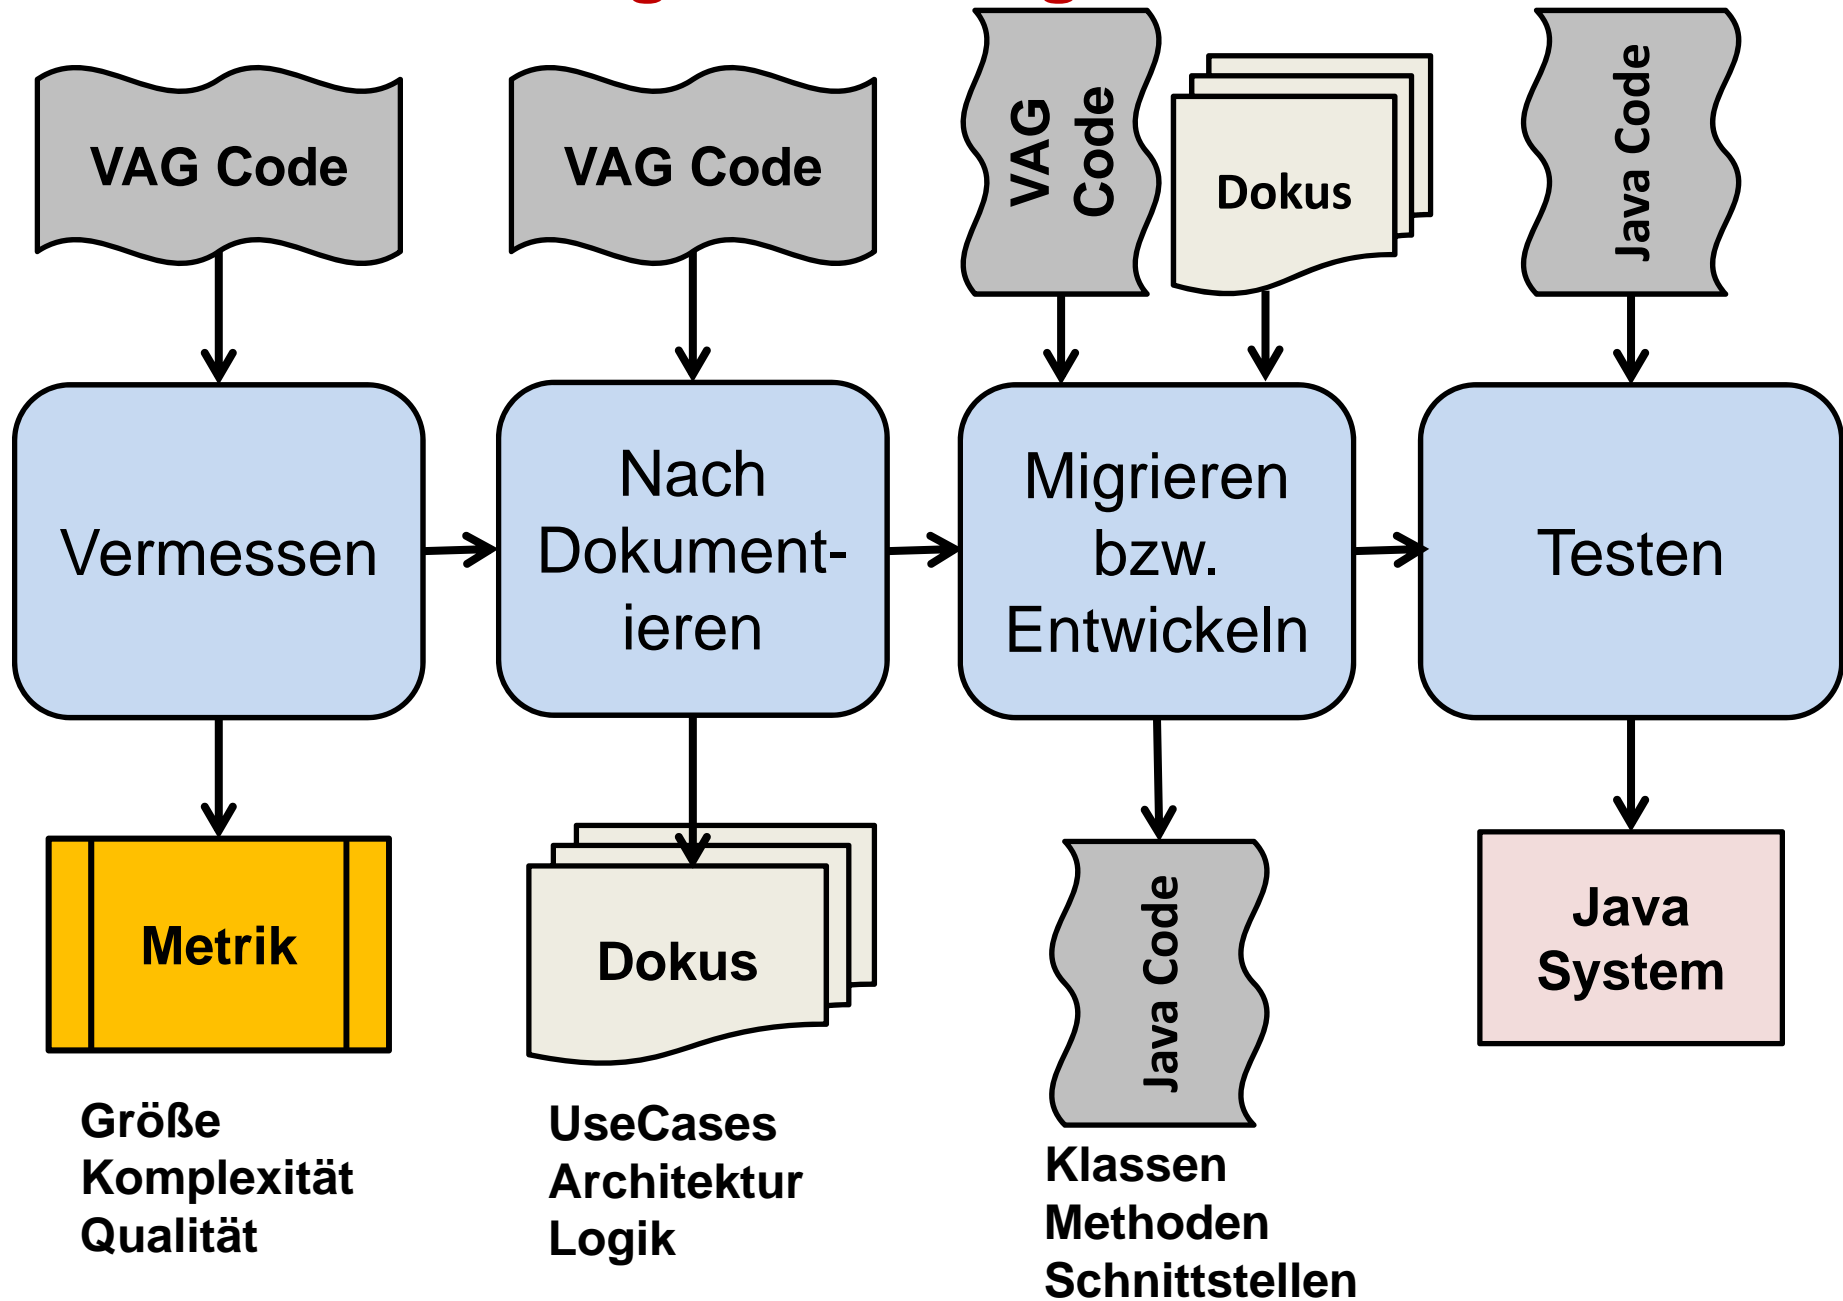 VAG Code
VAG Code
VAG
Code
Dokus
Java Code
Vermessen
Nach
Dokument-
ieren
Migrieren
bzw.
Entwickeln
Testen
Metrik
Dokus
Java Code
Java
System
Größe
Komplexität
Qualität
UseCases
Architektur
Logik
Klassen
Methoden
Schnittstellen